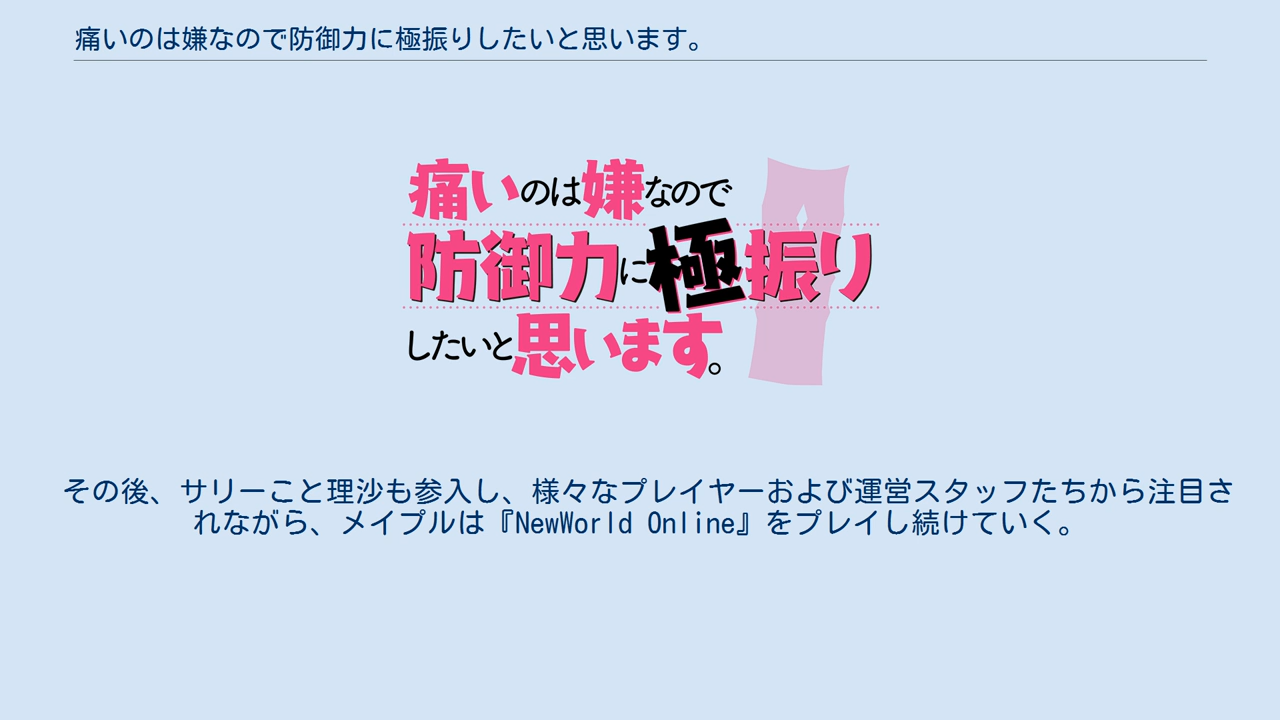 痛いのは嫌なので防御力に極振りしたいと思います。
痛いのは嫌なので
防御力に極振り
したいと思います。
その後、サリーこと理沙も参入し、様々なプレイヤーおよび運営スタッフたちから注目さ
れながら、メイプルは『NewWorld Online』をプレイし続けていく。